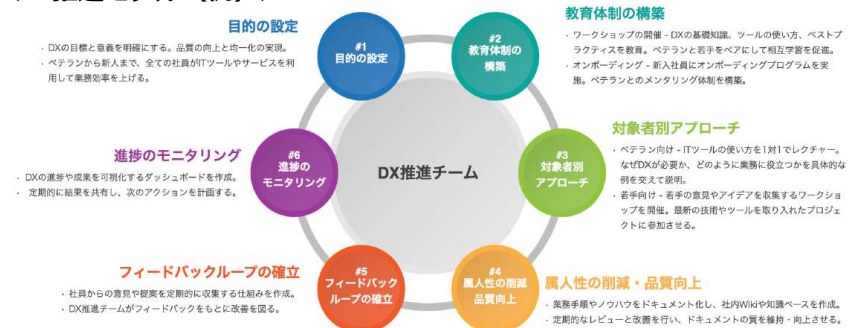 目的の設定
・DXの目標と意義を明確にする。品質の向上と均一化の実現。
・ベテランから新人まで、全ての社員がITツールやサービスを利
用して業務効率を上げる。
#1
目的の設定
#2
教育体制の
構築
教育体制の構築
・ワークショップの開催 - DXの基礎知識、ツールの使い方、ベストプ
ラクティスを教育。ベテランと若手をペアにして相互学習を促進。
・オンボーディング - 新入社員にオンボーディングプログラムを実
施。ベテランとのメンタリング体制を構築。
進捗のモニタリング
・DXの進捗や成果を可視化するダッシュボードを作成。
・定期的に結果を共有し、次のアクションを計画する。
#6
進捗の
モニタリング
DX推進チーム
#3
対象者別
アプローチ
対象者別アプローチ
・ベテラン向け - ITツールの使い方を1対1でレクチャー。
なぜDXが必要か、どのように業務に役立つかを具体的な
例を交えて説明。
・若手向け - 若手の意見やアイデアを収集するワークショ
ップを開催。最新の技術やツールを取り入れたプロジェ
クトに参加させる。
フィードバックループの確立
・社員からの意見や提案を定期的に収集する仕組みを作成。
・DX推進チームがフィードバックをもとに改善を図る。
#5
フィードバック
ループの確立
#4
属人性の削減
品質向上
属人性の削減・品質向上
・業務手順やノウハウをドキュメント化し、社内Wikiや知識ベースを作成。
・定期的なレビューと改善を行い、ドキュメントの質を維持・向上させる。